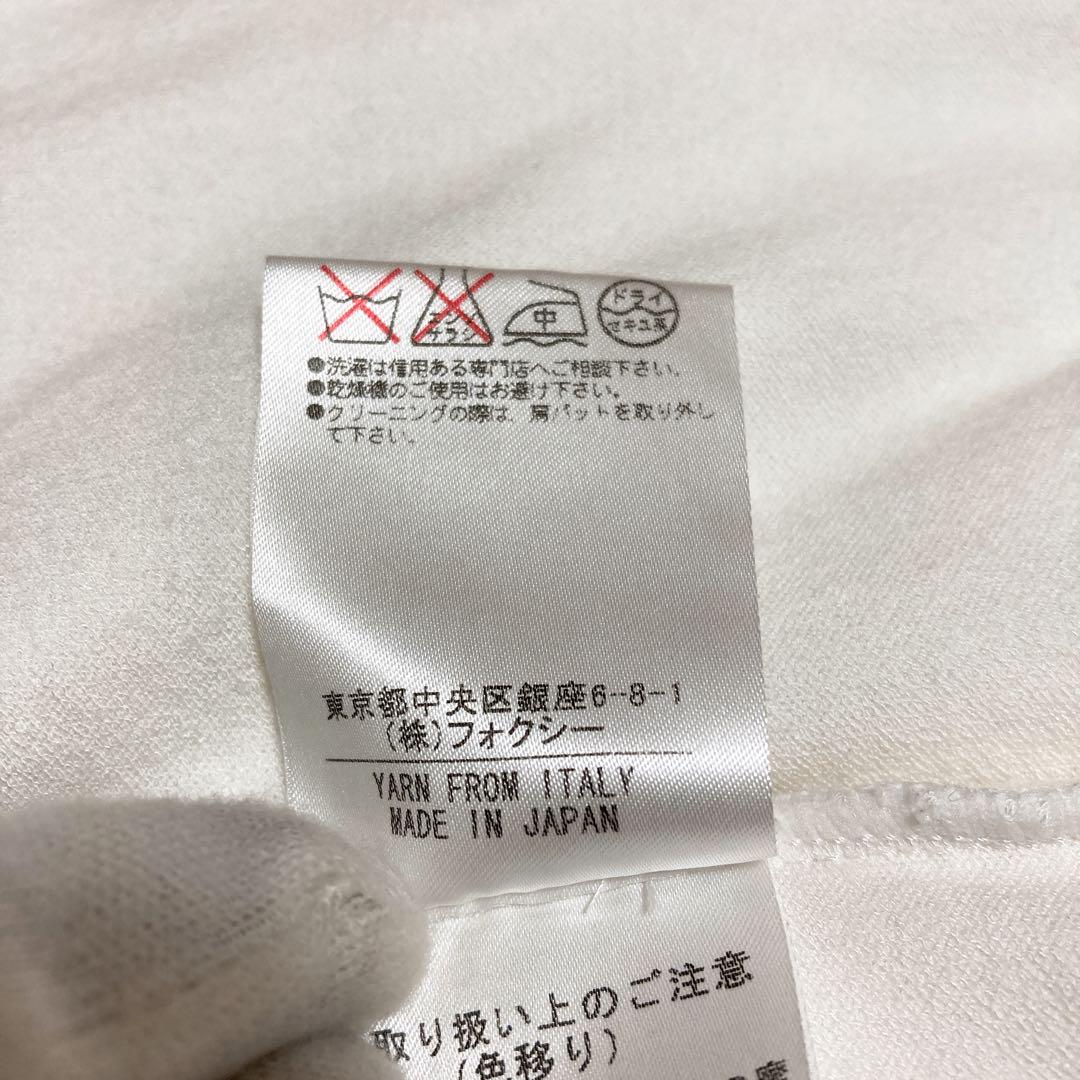 エンソ
サラシ
中
ドライ
セキユ系
●洗濯は信用ある専門店へご相談下さい。
●乾燥機のご使用はお避け下さい。
●クリーニングの際は、肩パットを取り外し
て下さい。
東京都中央区銀座6-8-1
(株)フォクシー
YARN FROM ITALY
MADE IN JAPAN
取り扱い上のご注意
(色移り)
摩